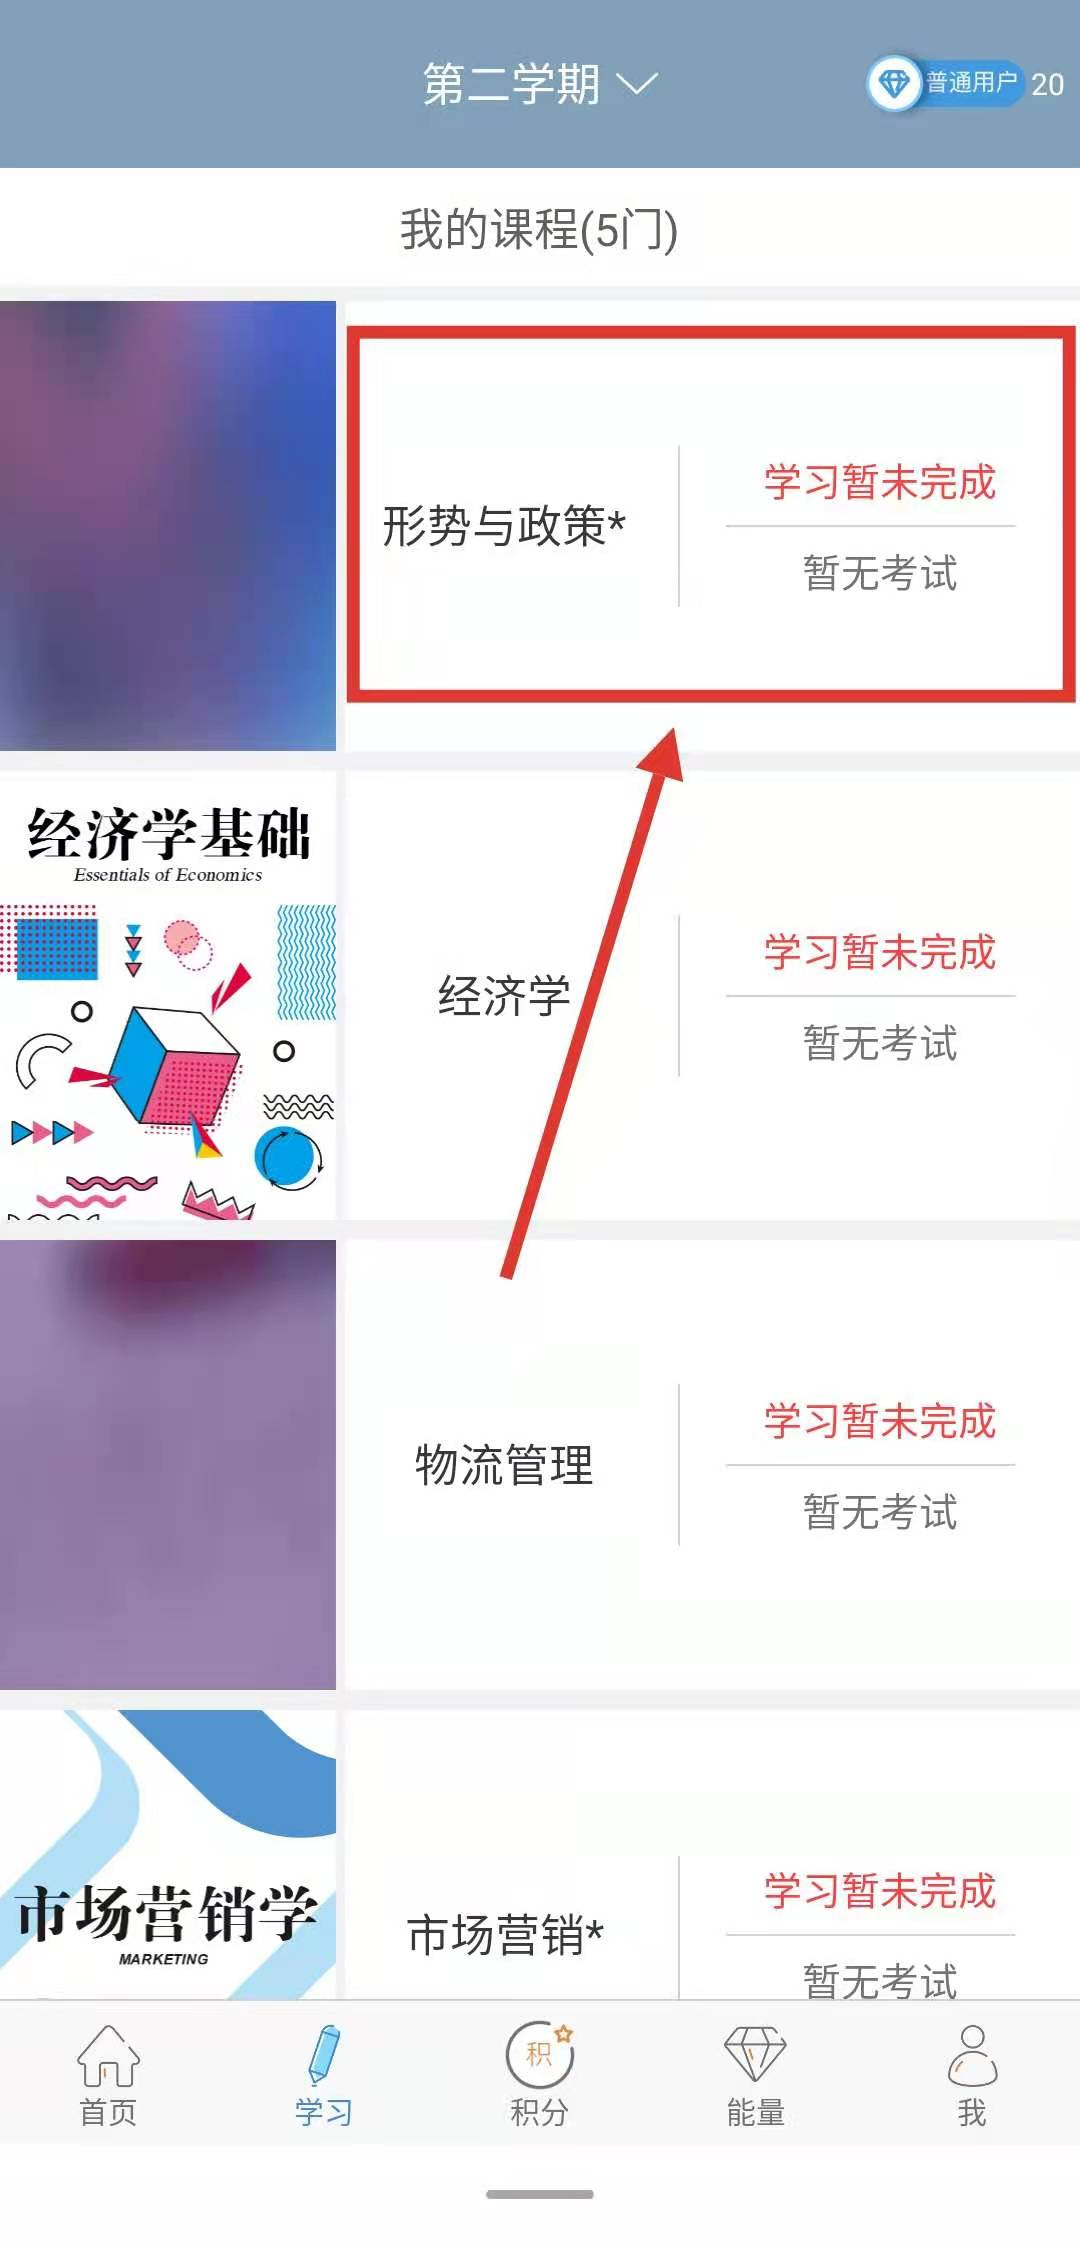 第二学期
普通用户 20
我的课程(5门)
形势与政策*
学习暂未完成
暂无考试
经济学基础
Essentials of Economics
经济学
学习暂未完成
暂无考试
物流管理
学习暂未完成
暂无考试
市场营销学
MARKETING
市场营销*
学习暂未完成
暂无考试
积
首页
学习
积分
能量
我